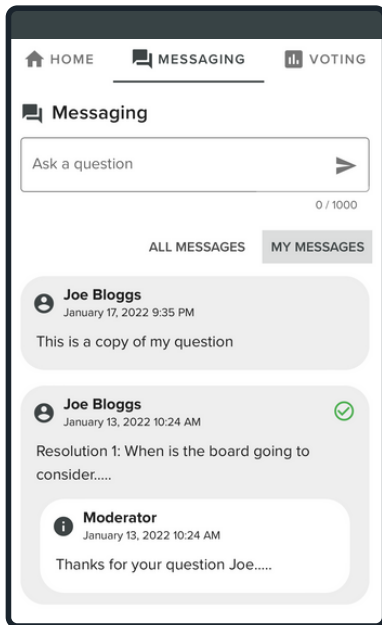 HOME MESSAGING VOTING
Messaging
Ask a question
0 / 1000
ALL MESSAGES MY MESSAGES
Joe Bloggs
January 17, 2022 9:35 PM
This is a copy of my question
Joe Bloggs
January 13, 2022 10:24 AM
Resolution 1: When is the board going to
consider.....
Moderator
January 13, 2022 10:24 AM
Thanks for your question Joe.....